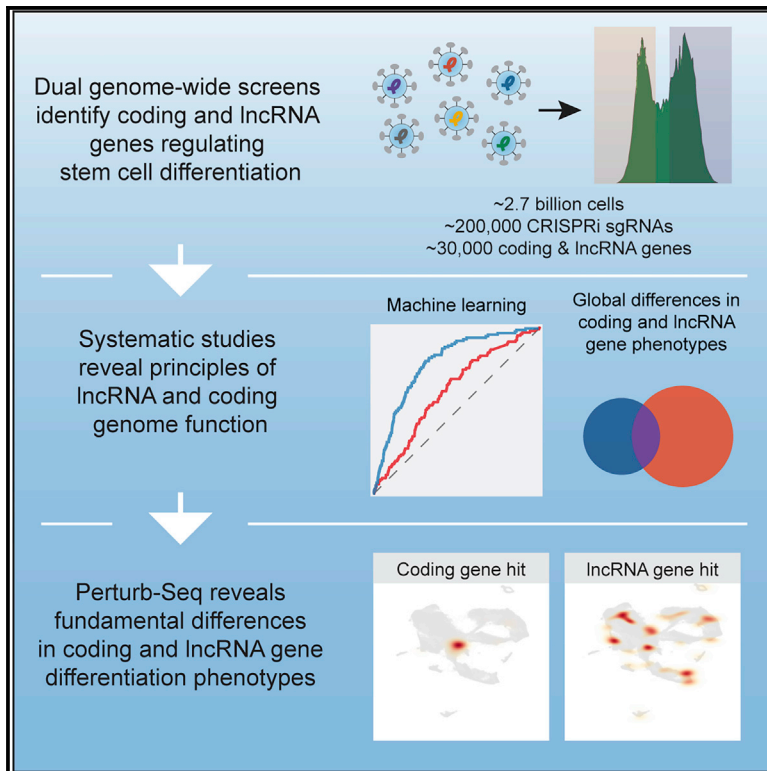 Dual genome-wide screens
identify coding and lncRNA
genes regulating
stem cell differentiation
~2.7 billion cells
~200,000 CRISPRi sgRNAs
~30,000 coding & lncRNA genes
Systematic studies
reveal principles of
lncRNA and coding
genome function
Machine learning
Global differences in
coding and lncRNA
gene phenotypes
Perturb-Seq reveals
fundamental differences
in coding and lncRNA gene
differentiation phenotypes
Coding gene hit
lncRNA gene hit